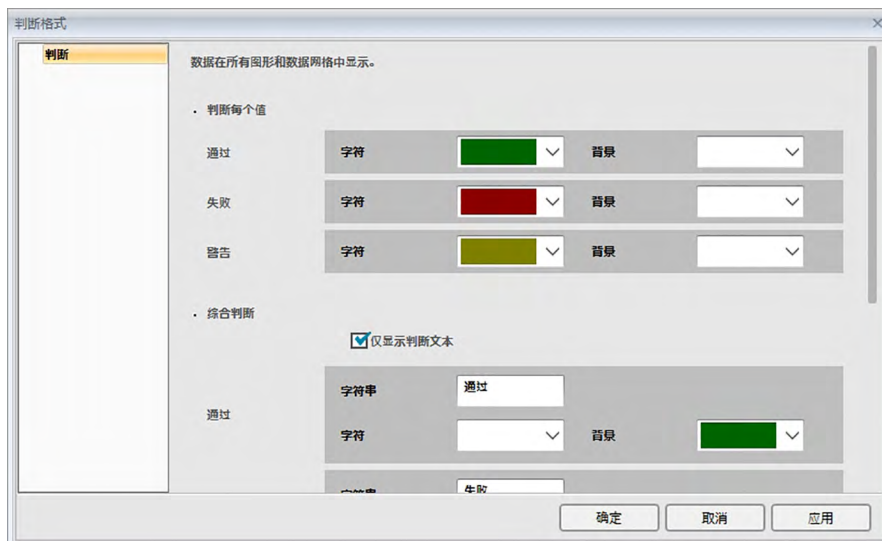 判断格式
判断
数据在所有图形和数据网格中显示。
· 判断每个值
通过 字符 背景
失败 字符 背景
警告 字符 背景
· 综合判断
仅显示判断文本
字符串 通过
通过
字符 背景
字符串 失败
确定 取消 应用